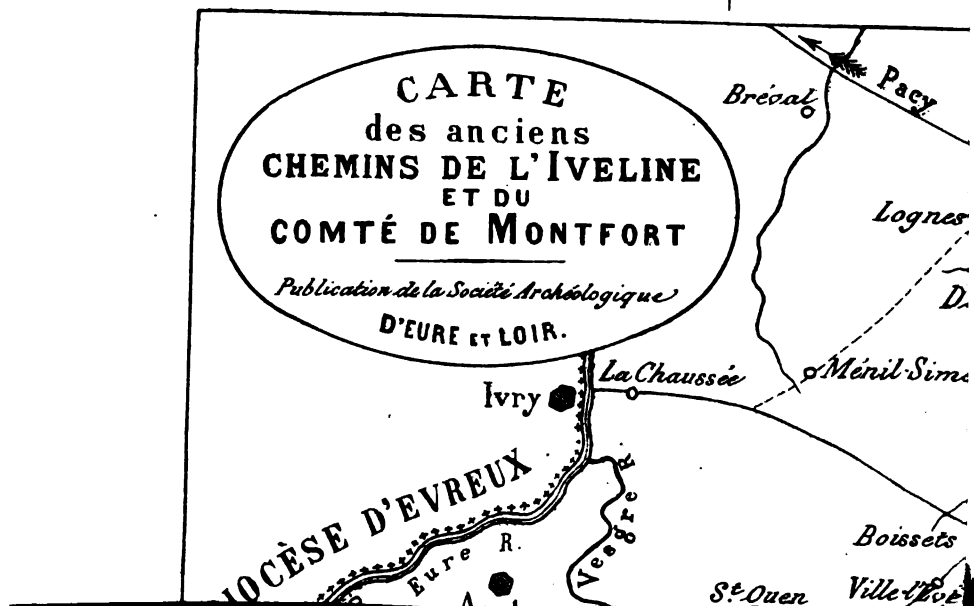 CARTE
des anciens
CHEMINS DE L'IVELINE
ET DU
COMTÉ DE MONTFORT
Publication de la Société Archéologique
D'EURE ET LOIR.
Pacy
Bréval
Lognes
Ménil-Sim
La Chaussée
Ivry
IOCÈSE D'EVREUX
Eure R.
Vesgre R
Boissets
St. Ouen